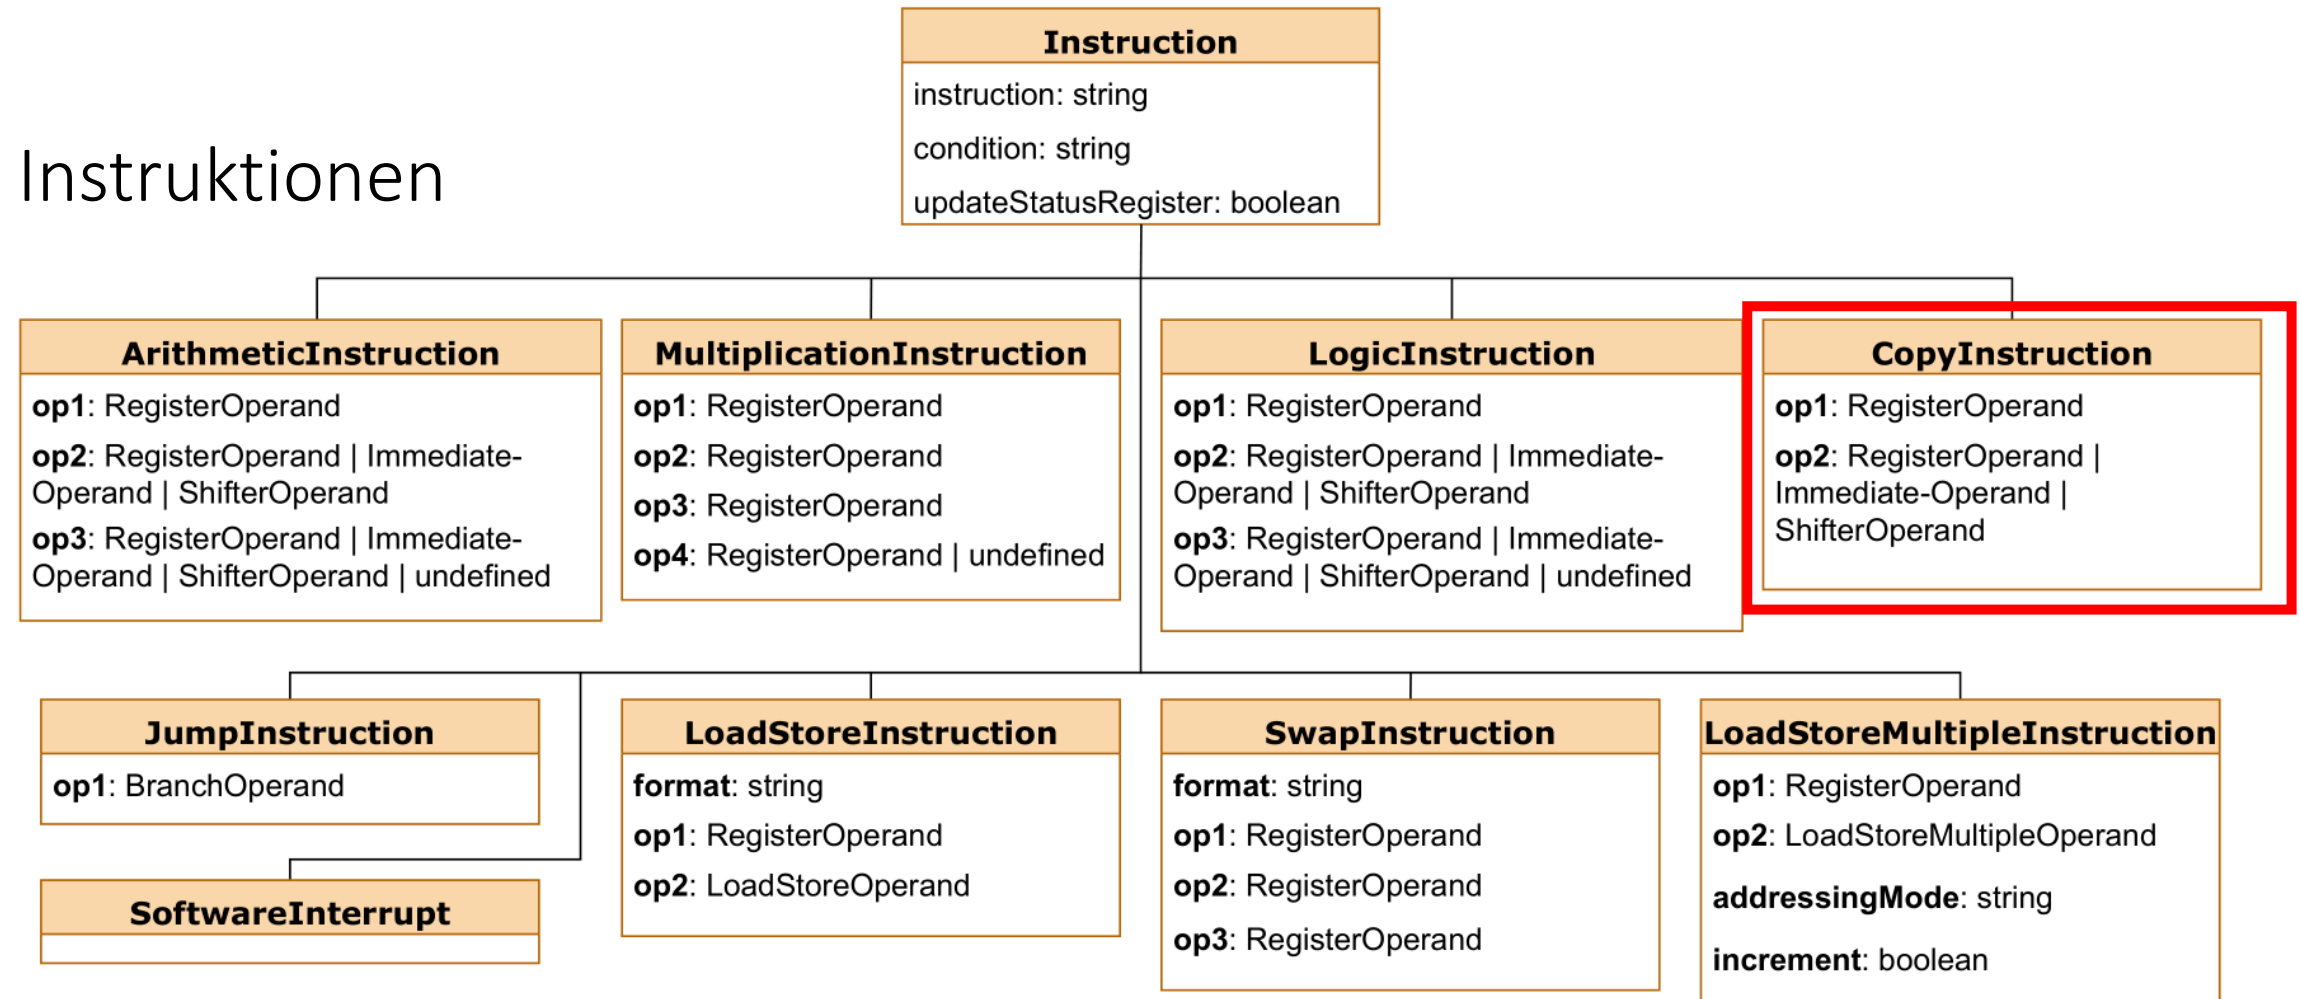 Instruction
instruction: string
condition: string
updateStatusRegister: boolean
Instruktionen
ArithmeticInstruction
op1: RegisterOperand
op2: RegisterOperand | Immediate-
Operand | ShifterOperand
op3: RegisterOperand | Immediate-
Operand | ShifterOperand | undefined
MultiplicationInstruction
op1: RegisterOperand
op2: RegisterOperand
op3: RegisterOperand
op4: RegisterOperand | undefined
LogicInstruction
op1: RegisterOperand
op2: RegisterOperand | Immediate-
Operand | ShifterOperand
op3: RegisterOperand | Immediate-
Operand | ShifterOperand | undefined
CopyInstruction
op1: RegisterOperand
op2: RegisterOperand |
Immediate-Operand |
ShifterOperand
JumpInstruction
op1: BranchOperand
SoftwareInterrupt
LoadStoreInstruction
format: string
op1: RegisterOperand
op2: LoadStoreOperand
SwapInstruction
format: string
op1: RegisterOperand
op2: RegisterOperand
op3: RegisterOperand
LoadStoreMultipleInstruction
op1: RegisterOperand
op2: LoadStoreMultipleOperand
addressingMode: string
increment: boolean